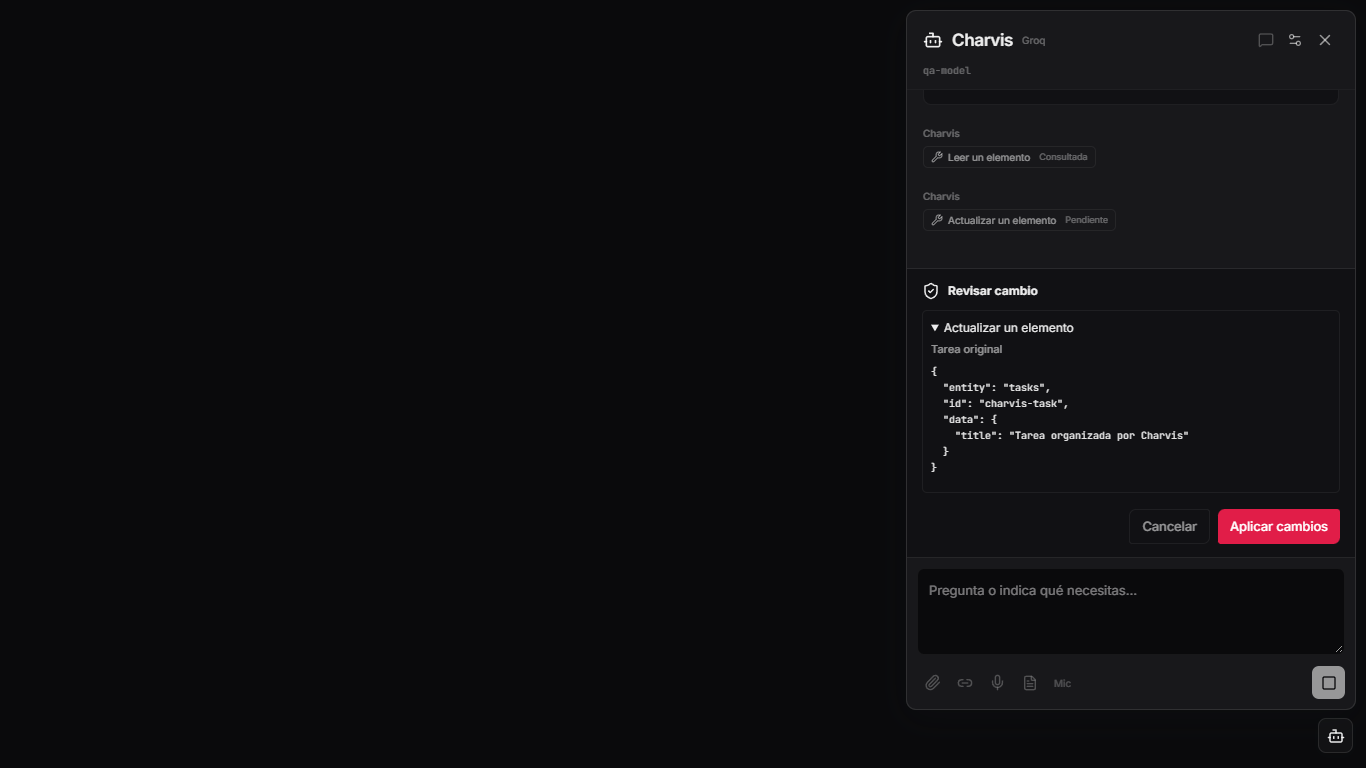 Charvis Groq
qa-model
Charvis
Leer un elemento Consultada
Charvis
Actualizar un elemento Pendiente
Revisar cambio
▼ Actualizar un elemento
Tarea original
{
  "entity": "tasks",
  "id": "charvis-task",
  "data": {
    "title": "Tarea organizada por Charvis"
  }
}
Cancelar Aplicar cambios
Pregunta o indica qué necesitas...
Mic